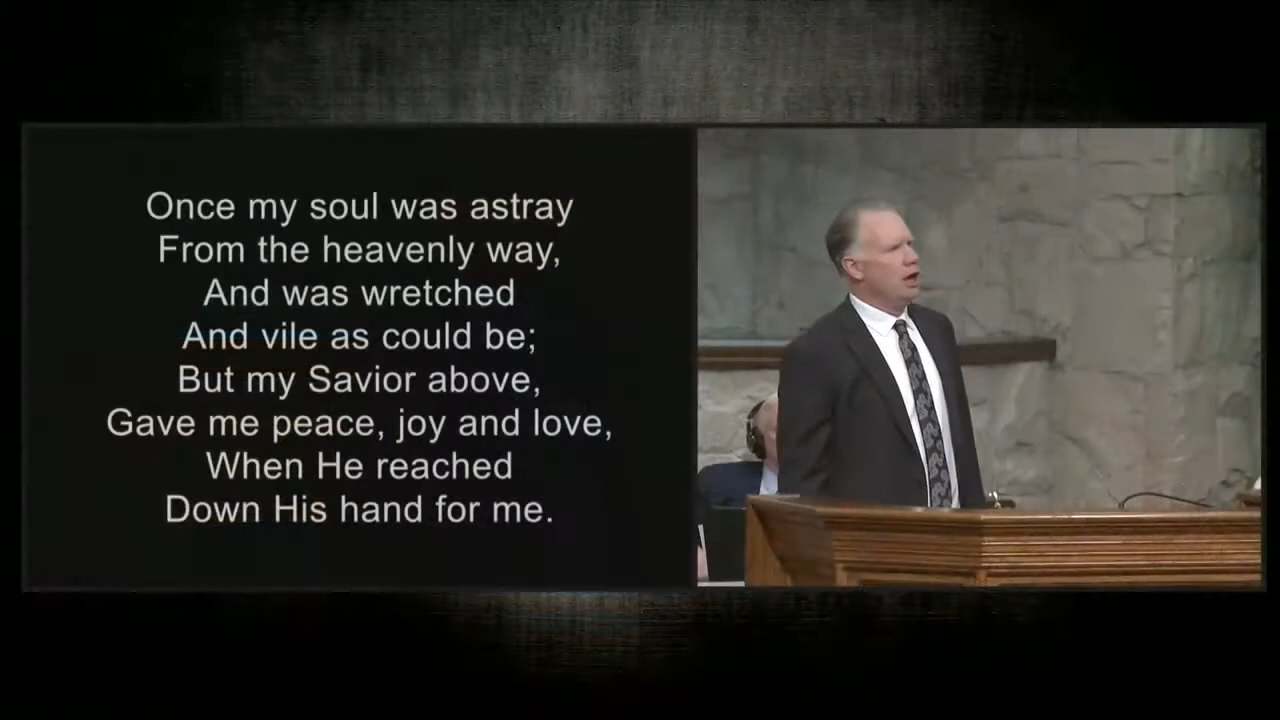 Once my soul was astray
From the heavenly way,
And was wretched
And vile as could be;
But my Savior above,
Gave me peace, joy and love,
When He reached
Down His hand for me.